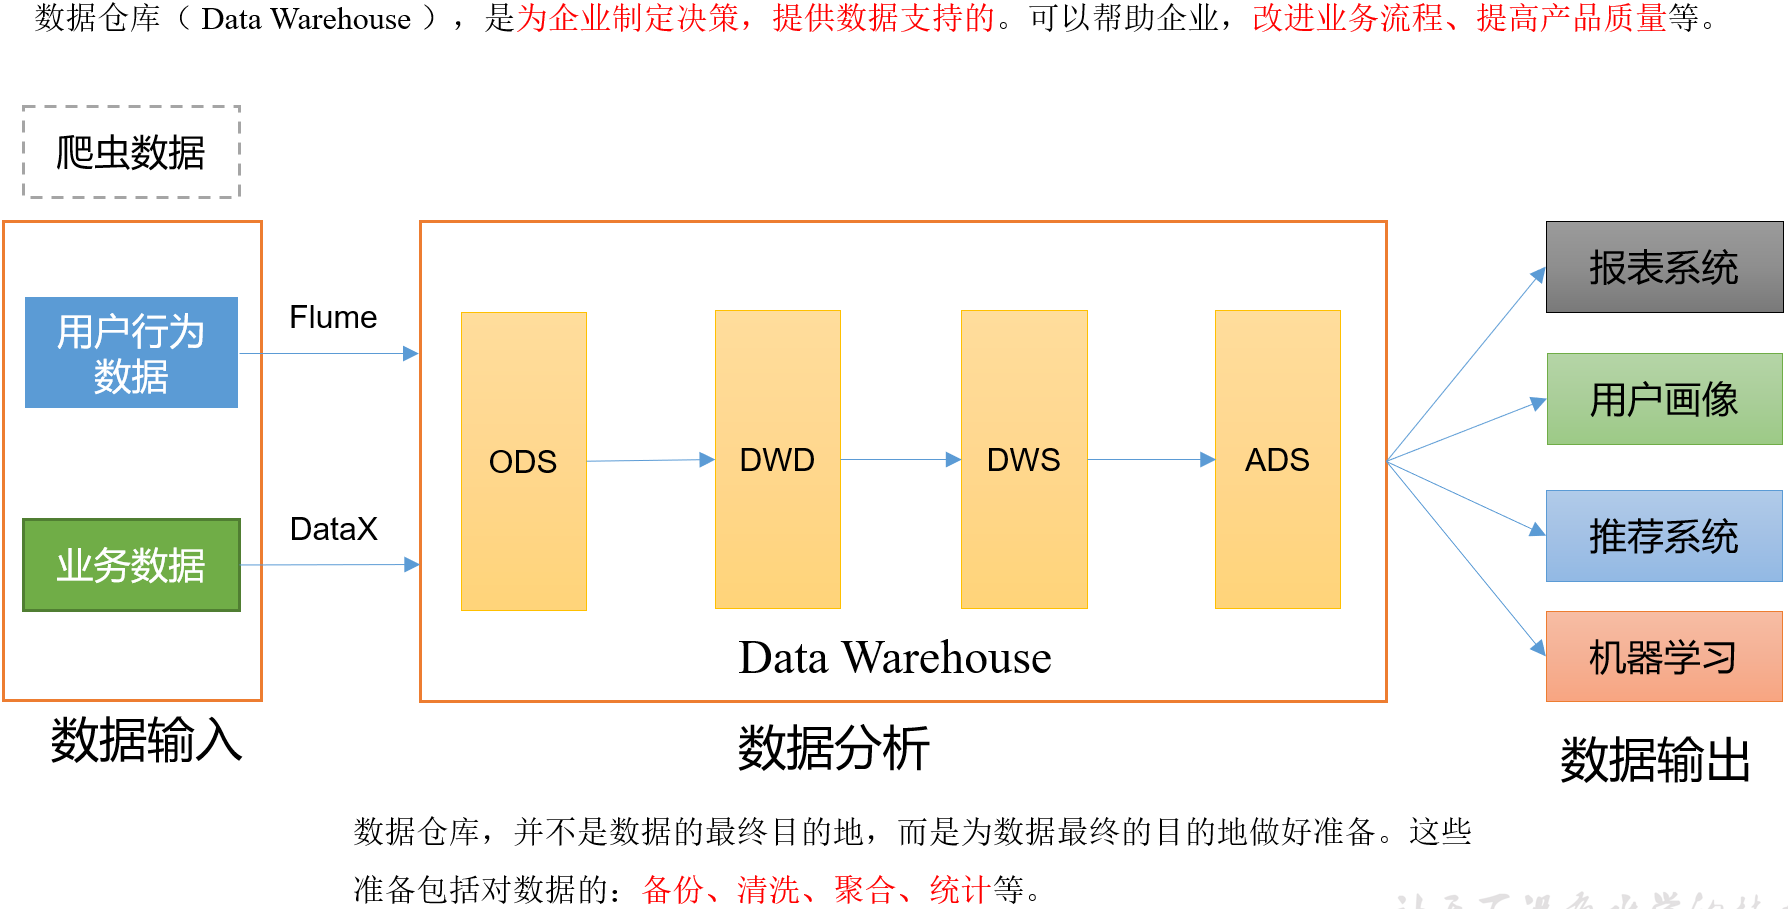 数据仓库（ Data Warehouse ），是为企业制定决策，提供数据支持的。可以帮助企业，改进业务流程、提高产品质量等。
爬虫数据
用户行为
数据
业务数据
数据输入
Flume
DataX
ODS
DWD
DWS
ADS
Data Warehouse
数据分析
报表系统
用户画像
推荐系统
机器学习
数据输出
数据仓库，并不是数据的最终目的地，而是为数据最终的目的地做好准备。这些
准备包括对数据的：备份、清洗、聚合、统计等。